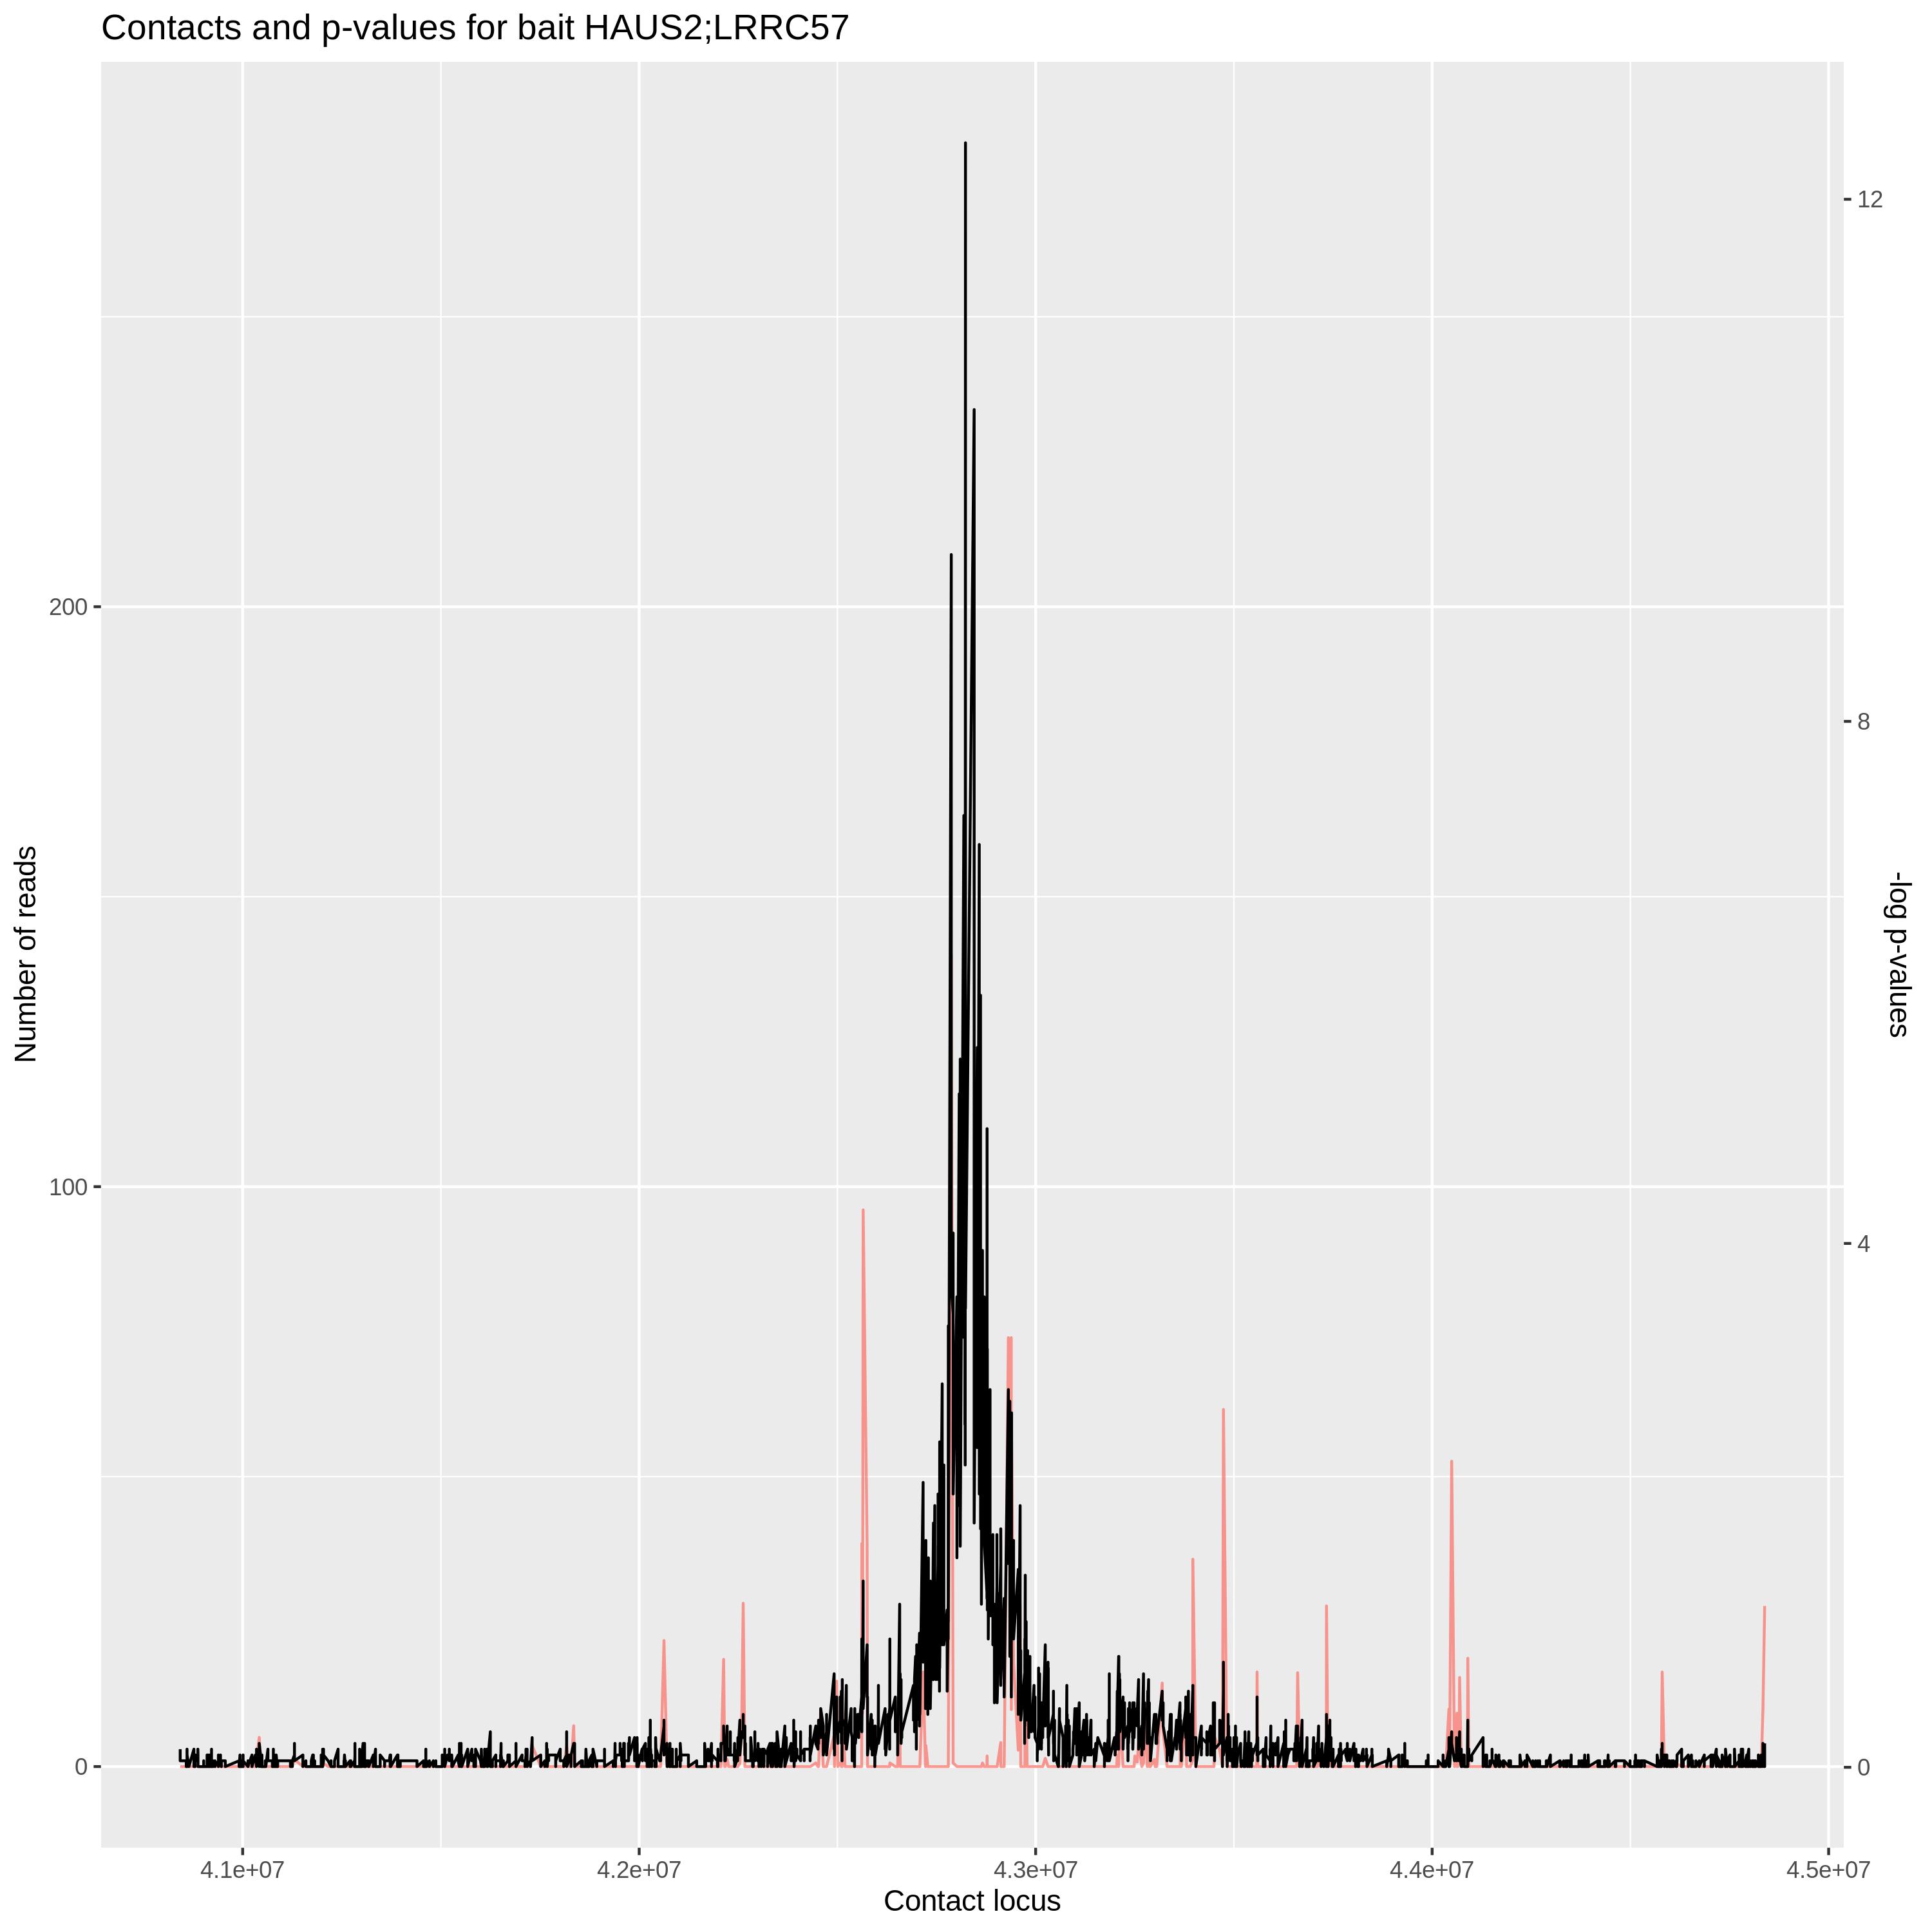 Contacts and p-values for bait HAUS2;LRRC57
12
200
8
Number of reads
-log p-values
100
4
0
0
4.1e+07
4.2e+07
4.3e+07
4.4e+07
4.5e+07
Contact locus